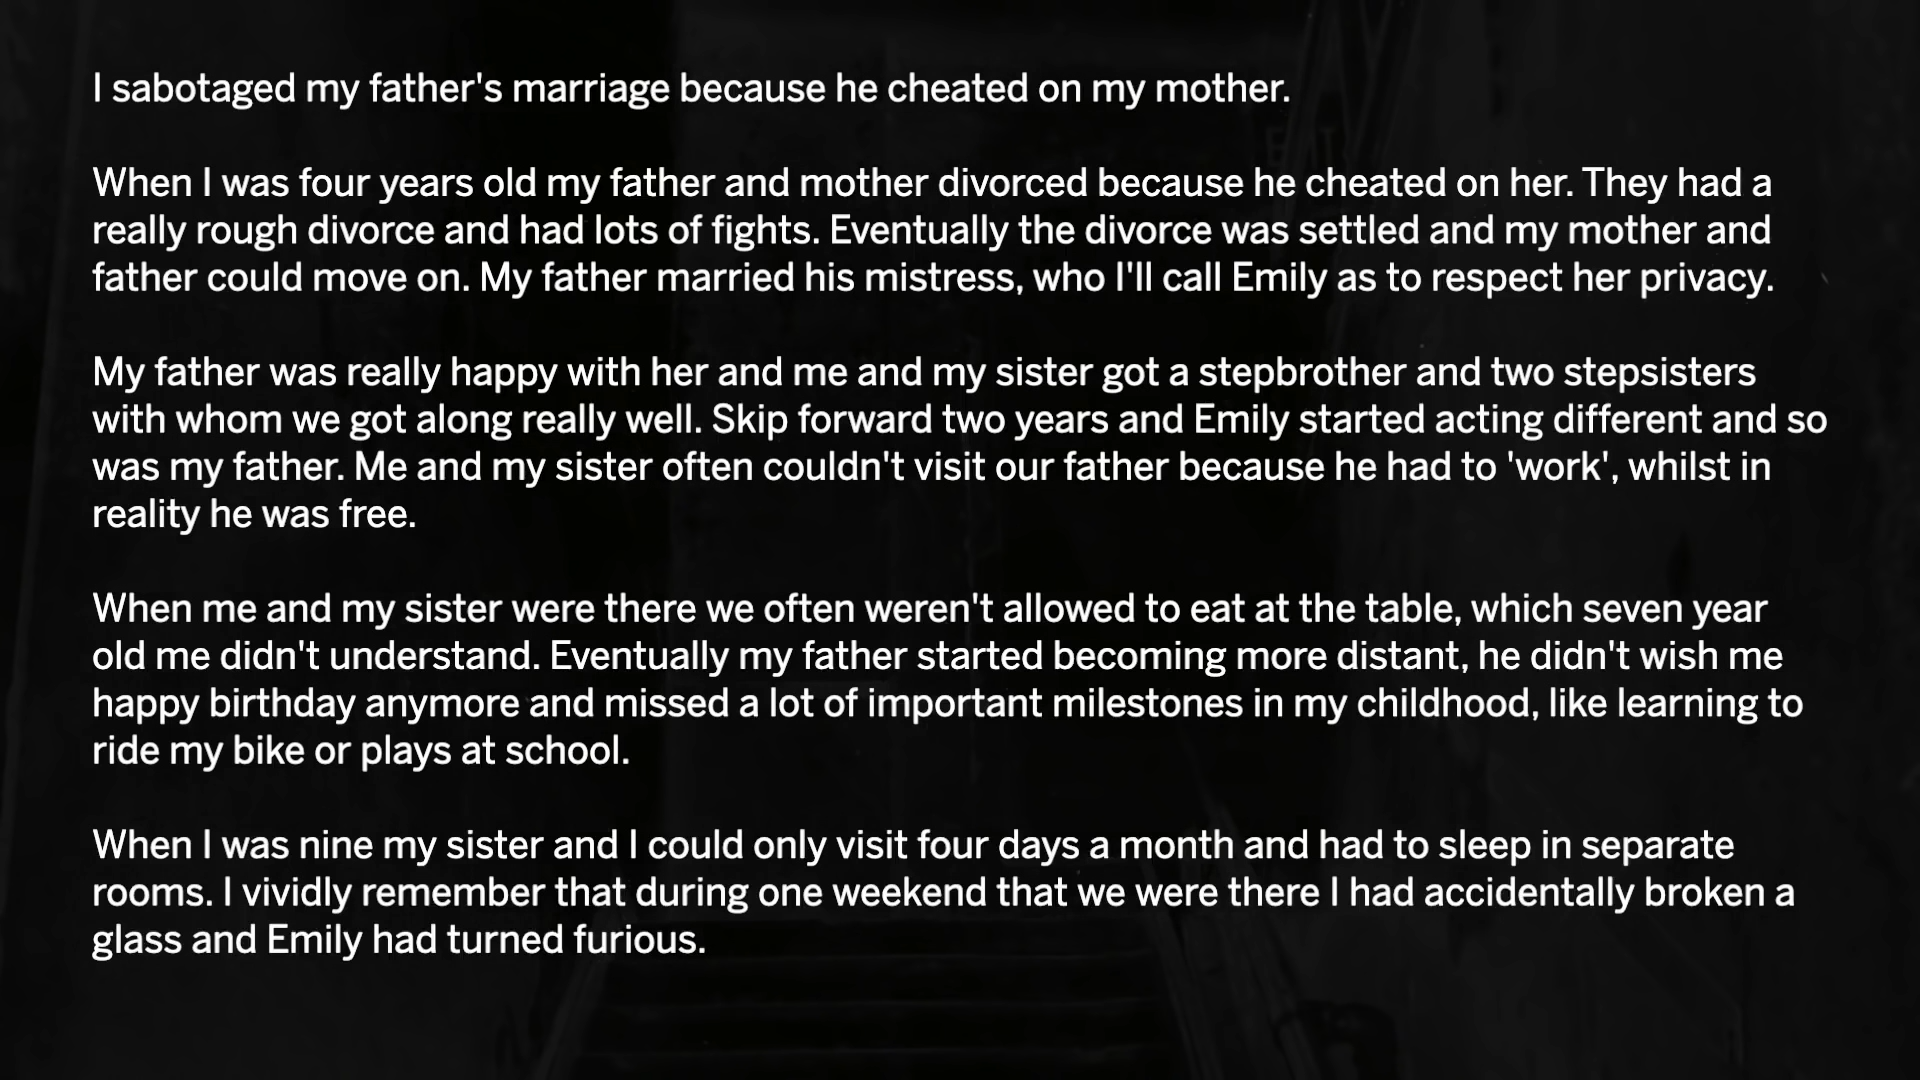 I sabotaged my father's marriage because he cheated on my mother.
When I was four years old my father and mother divorced because he cheated on her. They had a
really rough divorce and had lots of fights. Eventually the divorce was settled and my mother and
father could move on. My father married his mistress, who I'll call Emily as to respect her privacy.
My father was really happy with her and me and my sister got a stepbrother and two stepsisters
with whom we got along really well. Skip forward two years and Emily started acting different and so
was my father. Me and my sister often couldn't visit our father because he had to 'work', whilst in
reality he was free.
When me and my sister were there we often weren't allowed to eat at the table, which seven year
old me didn't understand. Eventually my father started becoming more distant, he didn't wish me
happy birthday anymore and missed a lot of important milestones in my childhood, like learning to
ride my bike or plays at school.
When I was nine my sister and I could only visit four days a month and had to sleep in separate
rooms. I vividly remember that during one weekend that we were there I had accidentally broken a
glass and Emily had turned furious.